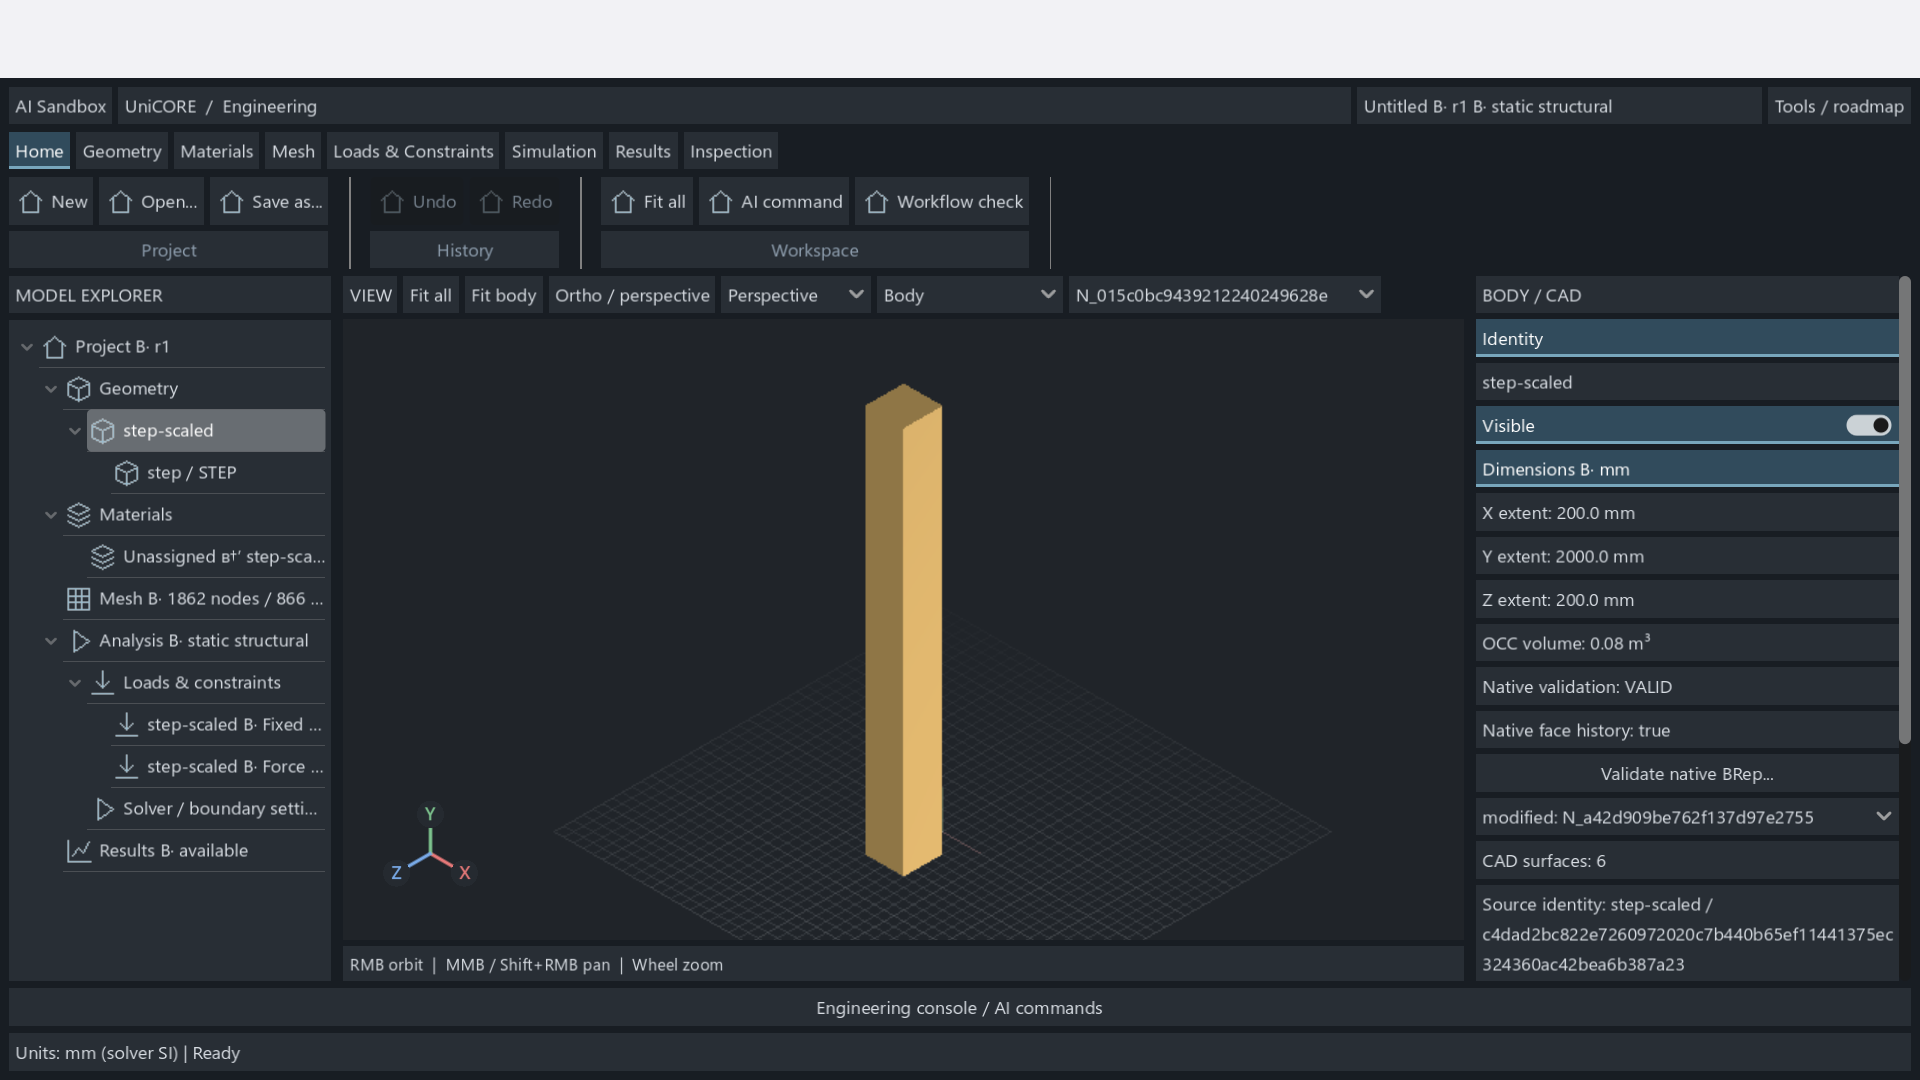 AI Sandbox
UniCORE / Engineering
Untitled В· r1 В· static structural
Tools / roadmap
Home
Geometry
Materials
Mesh
Loads & Constraints
Simulation
Results
Inspection
New
Open...
Save as...
Undo
Redo
Fit all
AI command
Workflow check
Project
History
Workspace
MODEL EXPLORER
VIEW
Fit all
Fit body
Ortho / perspective
Perspective
Body
N_015c0bc9439212240249628e
BODY / CAD
Project В· r1
Geometry
step-scaled
step / STEP
Materials
Unassigned в†’ step-sca...
Mesh В· 1862 nodes / 866 ...
Analysis В· static structural
Loads & constraints
step-scaled В· Fixed ...
step-scaled В· Force ...
Solver / boundary setti...
Results В· available
Y
Z
X
RMB orbit | MMB / Shift+RMB pan | Wheel zoom
Identity
step-scaled
Visible
Dimensions В· mm
X extent: 200.0 mm
Y extent: 2000.0 mm
Z extent: 200.0 mm
OCC volume: 0.08 m³
Native validation: VALID
Native face history: true
Validate native BRep...
modified: N_a42d909be762f137d97e2755
CAD surfaces: 6
Source identity: step-scaled /
c4dad2bc822e7260972020c7b440b65ef11441375ec
324360ac42bea6b387a23
Engineering console / AI commands
Units: mm (solver SI) | Ready